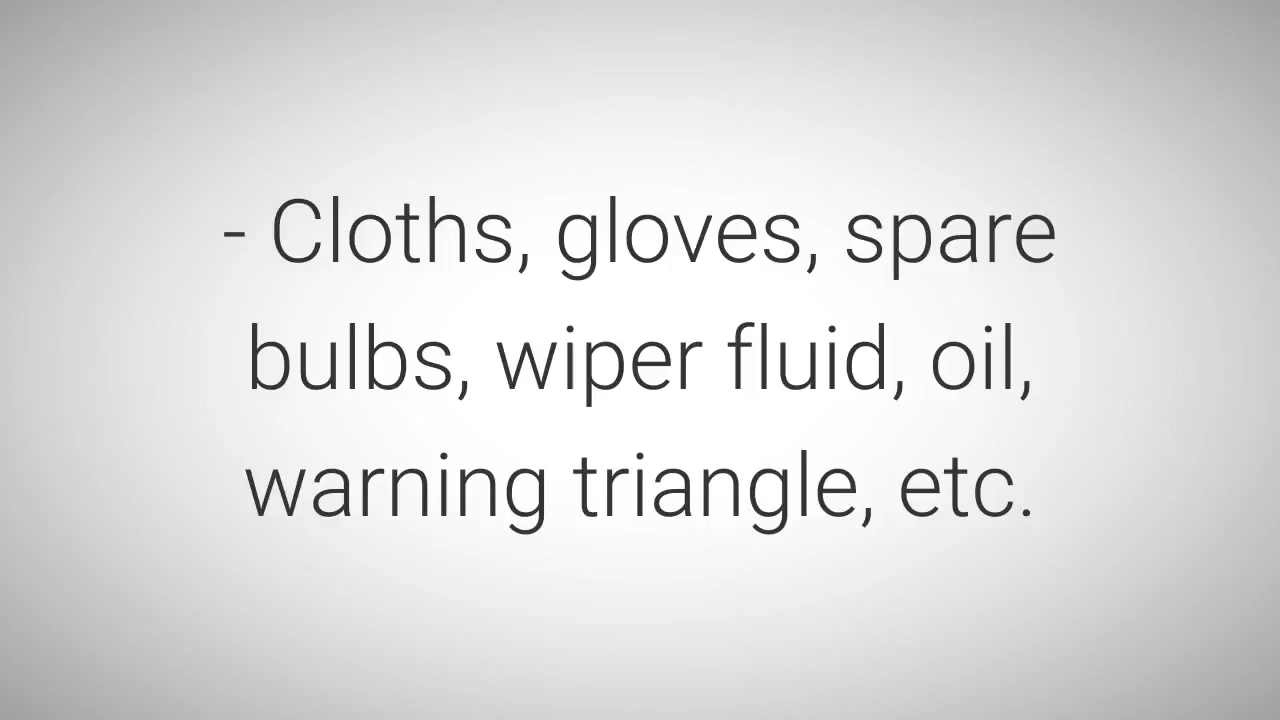 - Cloths, gloves, spare
bulbs, wiper fluid, oil,
warning triangle, etc.